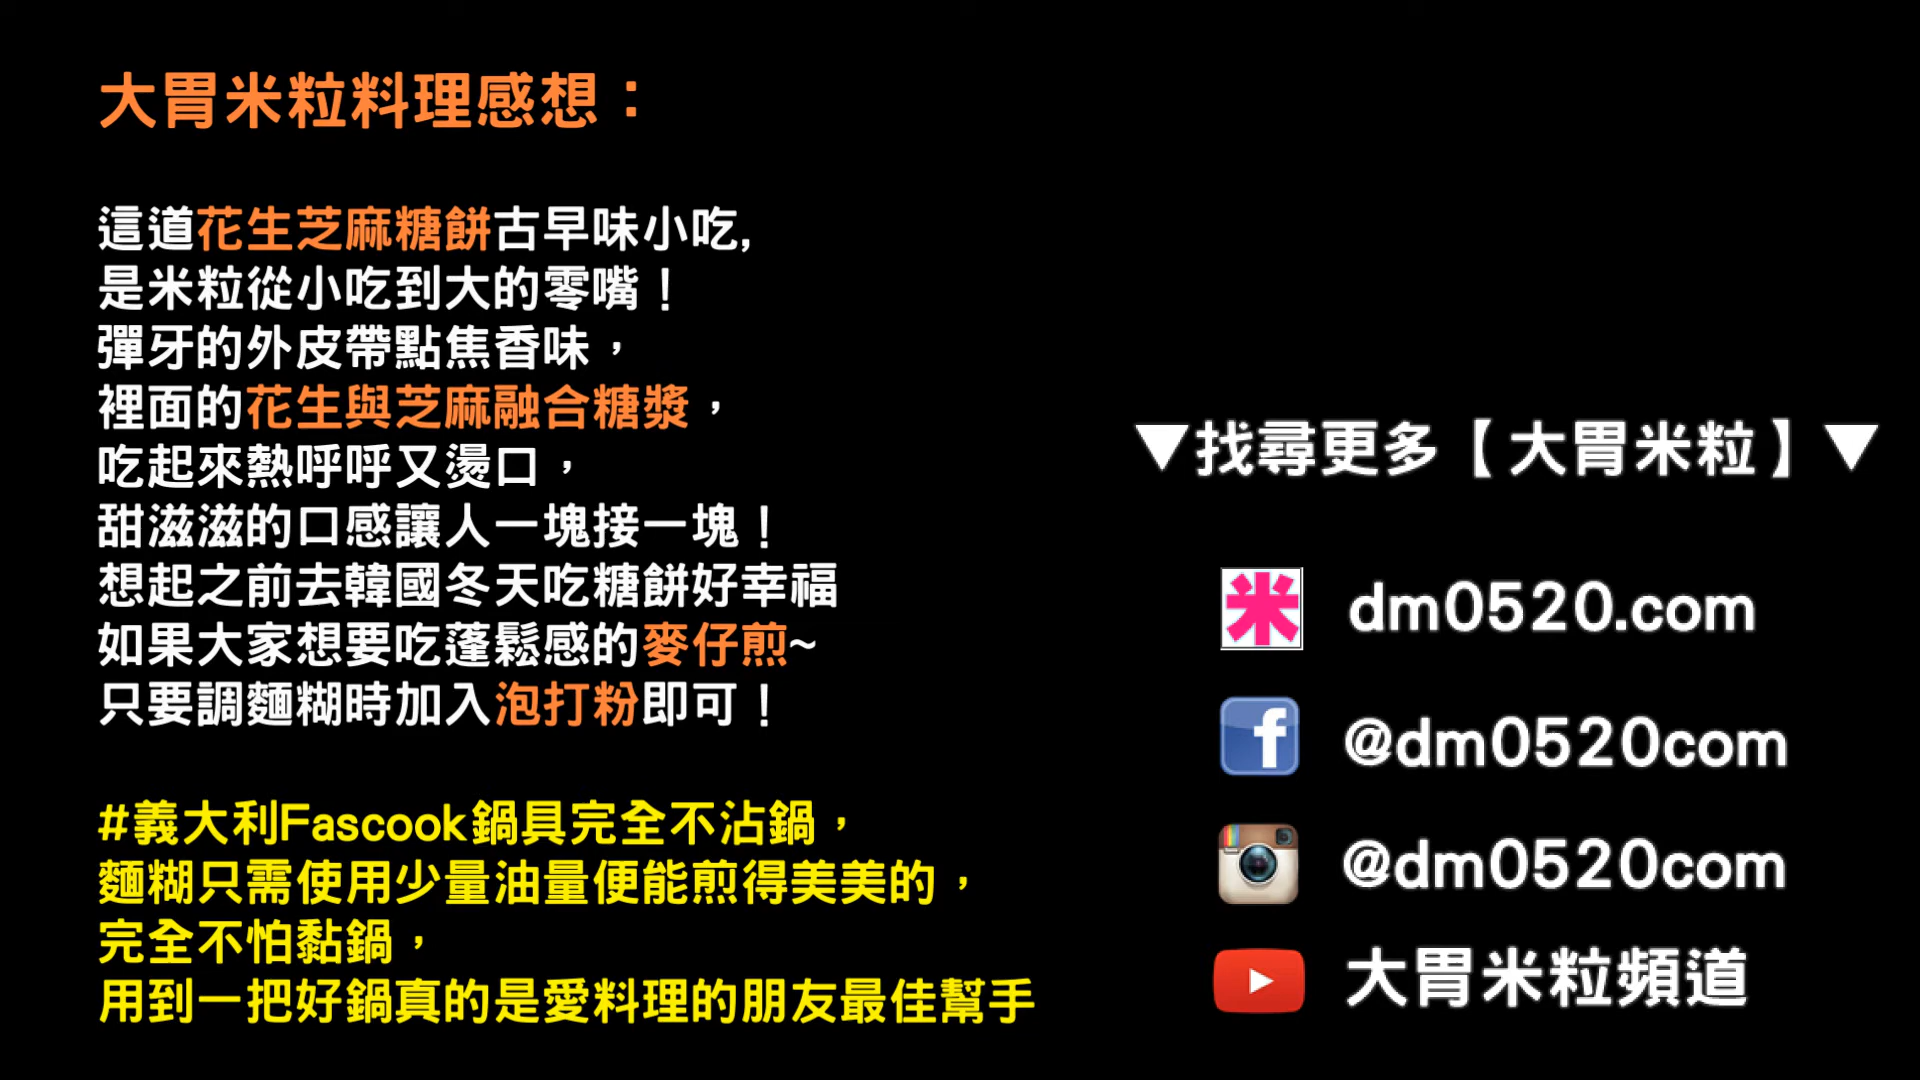 大胃米粒料理感想：
這道花生芝麻糖餅古早味小吃,
是米粒從小吃到大的零嘴！
彈牙的外皮帶點焦香味，
裡面的花生與芝麻融合糖漿，
吃起來熱呼呼又燙口，
甜滋滋的口感讓人一塊接一塊！
想起之前去韓國冬天吃糖餅好幸福
如果大家想要吃蓬鬆感的麥仔煎~
只要調麵糊時加入泡打粉即可！
#義大利Fascook鍋具完全不沾鍋，
麵糊只需使用少量油量便能煎得美美的，
完全不怕黏鍋，
用到一把好鍋真的是愛料理的朋友最佳幫手
▼找尋更多【大胃米粒】▼
米 dm0520.com
f @dm0520com
@dm0520com
大胃米粒頻道